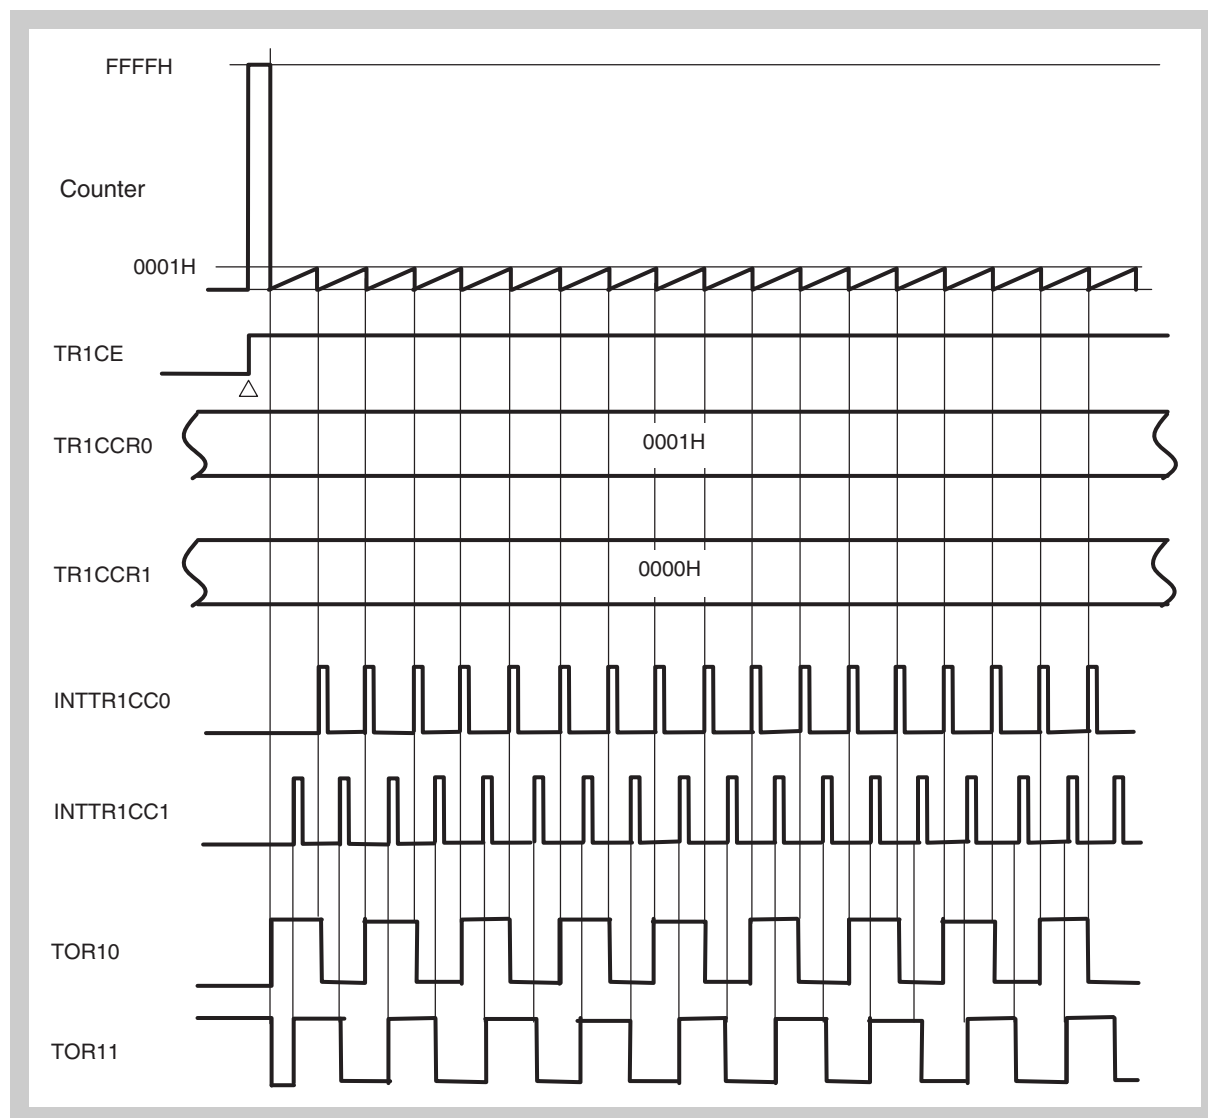 FFFFH
Counter
0001H
TR1CE
TR1CCR0
0001H
TR1CCR1
0000H
INTTR1CC0
INTTR1CC1
TOR10
TOR11